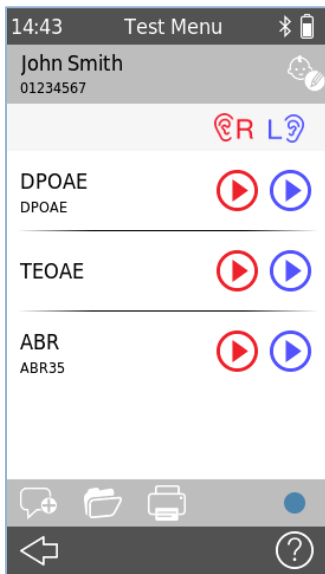 14:43 Test Menu
John Smith
01234567
R L
DPOAE
DPOAE
TEOAE
ABR
ABR35
?